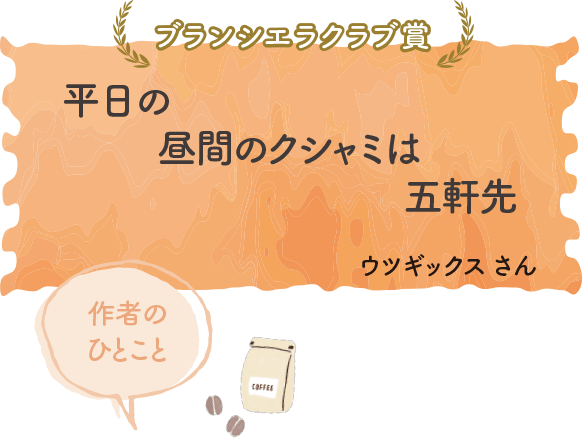 ブランシエラクラブ賞
平日の
昼間のクシャミは
五軒先
ウツギックス さん
作者の
ひとこと
COFFEE